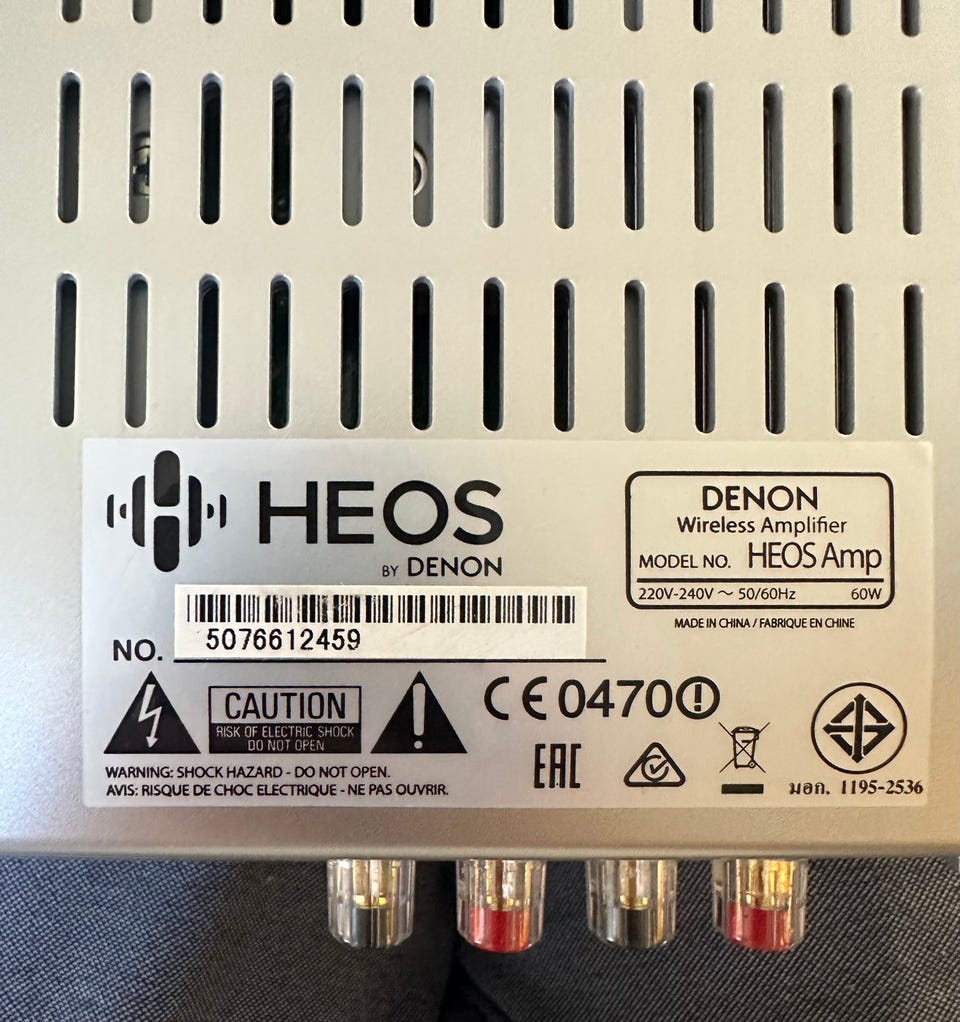 HEOS
BY DENON
5076612459
NO.
DENON
Wireless Amplifier
MODEL NO. HEOS Amp
220V-240V ~ 50/60Hz 60W
MADE IN CHINA / FABRIQUE EN CHINE
CAUTION
RISK OF ELECTRIC SHOCK
DO NOT OPEN
WARNING: SHOCK HAZARD - DO NOT OPEN.
AVIS: RISQUE DE CHOC ELECTRIQUE - NE PAS OUVRIR.
CE 0470
EAC
มอก. 1195-2536